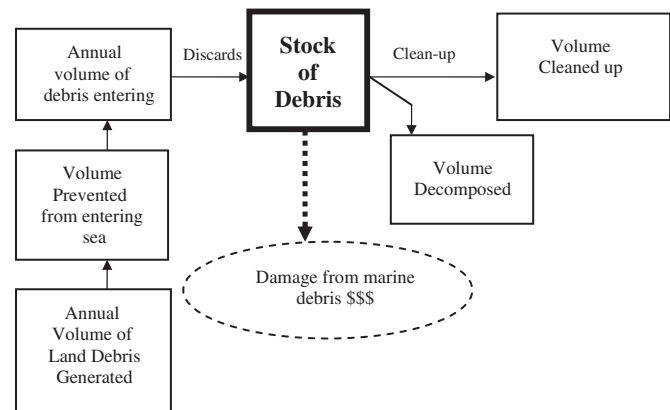 Annual
volume of
debris entering
Discards
Stock
of
Debris
Clean-up
Volume
Cleaned up
Volume
Prevented
from entering
sea
Volume
Decomposed
Damage from marine
debris $$$
Annual
Volume of
Land Debris
Generated